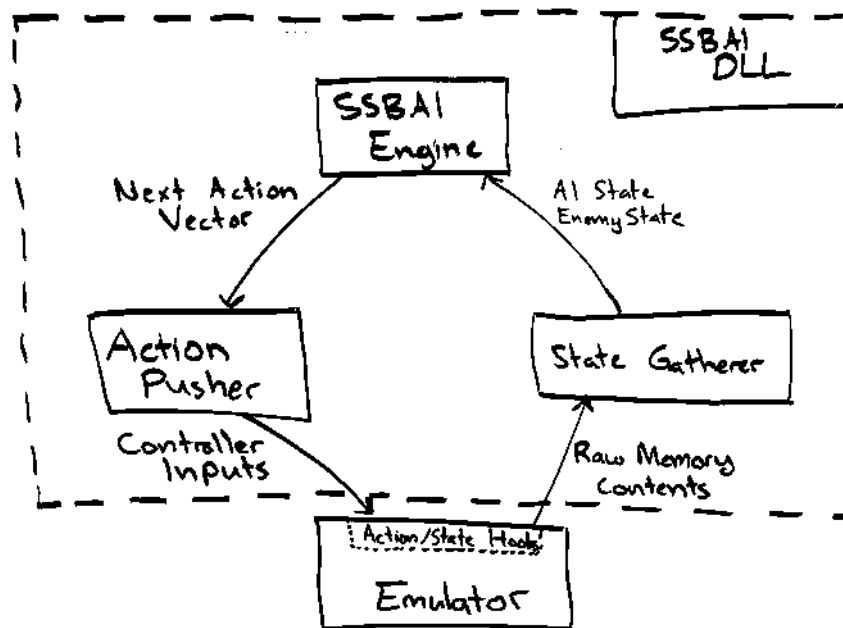 SSBAI
DLL
SSBAI
Engine
Next Action
Vector
AI State
Enemy State
Action
Pusher
State Gatherer
Controller
Inputs
Raw Memory
Contents
Action/State Hooks
Emulator